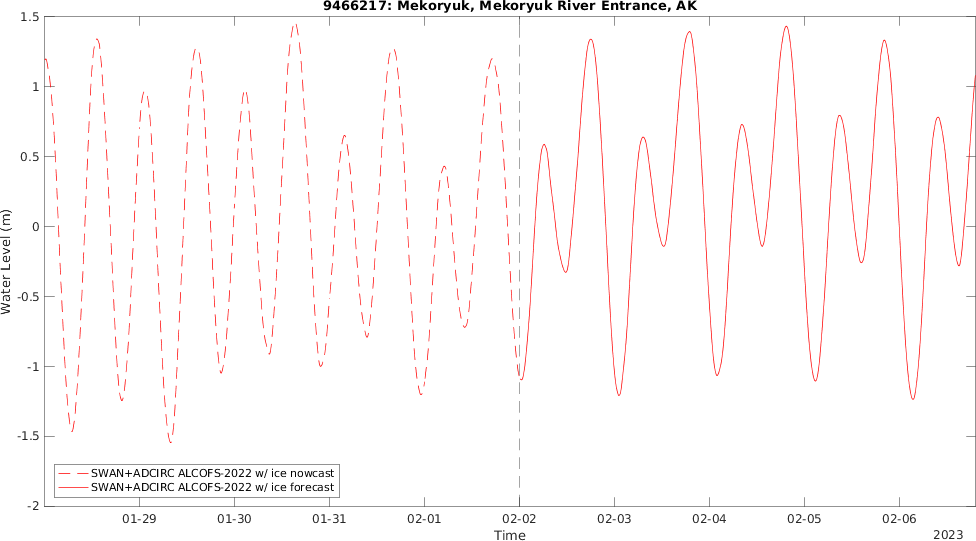 9466217: Mekoryuk, Mekoryuk River Entrance, AK
1.5
1
0.5
0
-0.5
-1
-1.5
-2
Water Level (m)
SWAN+ADCIRC ALCOFS-2022 w/ ice nowcast
SWAN+ADCIRC ALCOFS-2022 w/ ice forecast
01-29 01-30 01-31 02-01 02-02 02-03 02-04 02-05 02-06
Time
2023